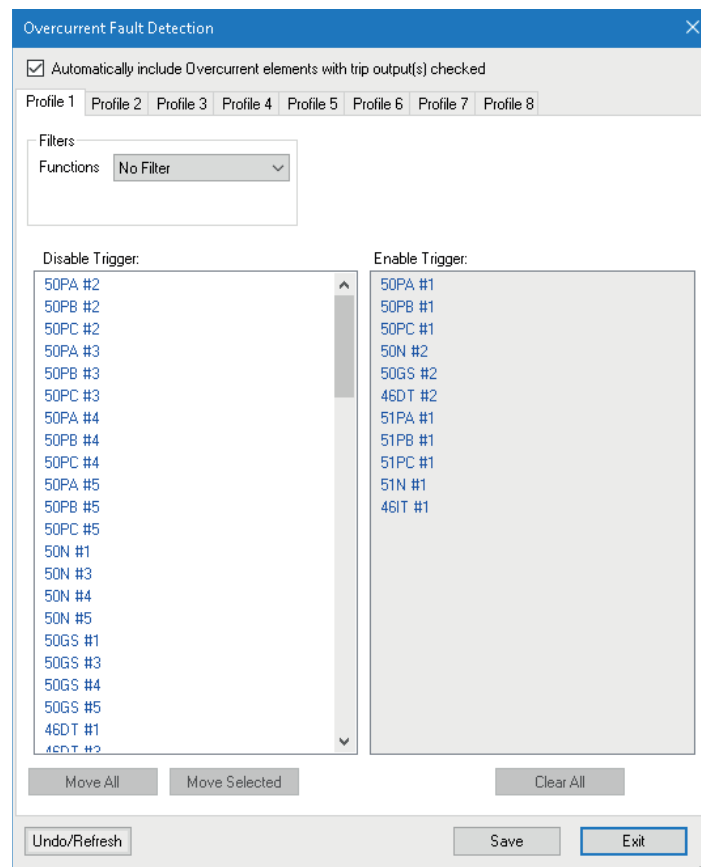 Overcurrent Fault Detection
Automatically include Overcurrent elements with trip output(s) checked
Profile 1 Profile 2 Profile 3 Profile 4 Profile 5 Profile 6 Profile 7 Profile 8
Filters
Functions No Filter
Disable Trigger:
50PA #2
50PB #2
50PC #2
50PA #3
50PB #3
50PC #3
50PA #4
50PB #4
50PC #4
50PA #5
50PB #5
50PC #5
50N #1
50N #3
50N #4
50N #5
50GS #1
50GS #3
50GS #4
50GS #5
46DT #1
46DT #3
Enable Trigger:
50PA #1
50PB #1
50PC #1
50N #2
50GS #2
46DT #2
51PA #1
51PB #1
51PC #1
51N #1
46IT #1
Move All Move Selected Clear All
Undo/Refresh Save Exit